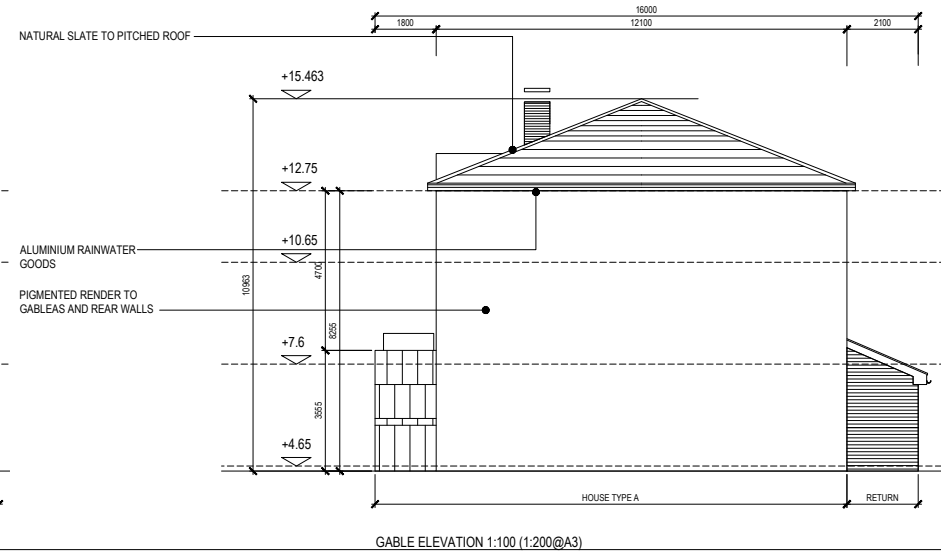 16000
1800
12100
2100
NATURAL SLATE TO PITCHED ROOF
+15.463
+12.75
+10.65
ALUMINIUM RAINWATER
GOODS
4700
10963
PIGMENTED RENDER TO
GABLEAS AND REAR WALLS
8255
+7.6
3555
+4.65
HOUSE TYPE A
RETURN
GABLE ELEVATION 1:100 (1:200@A3)